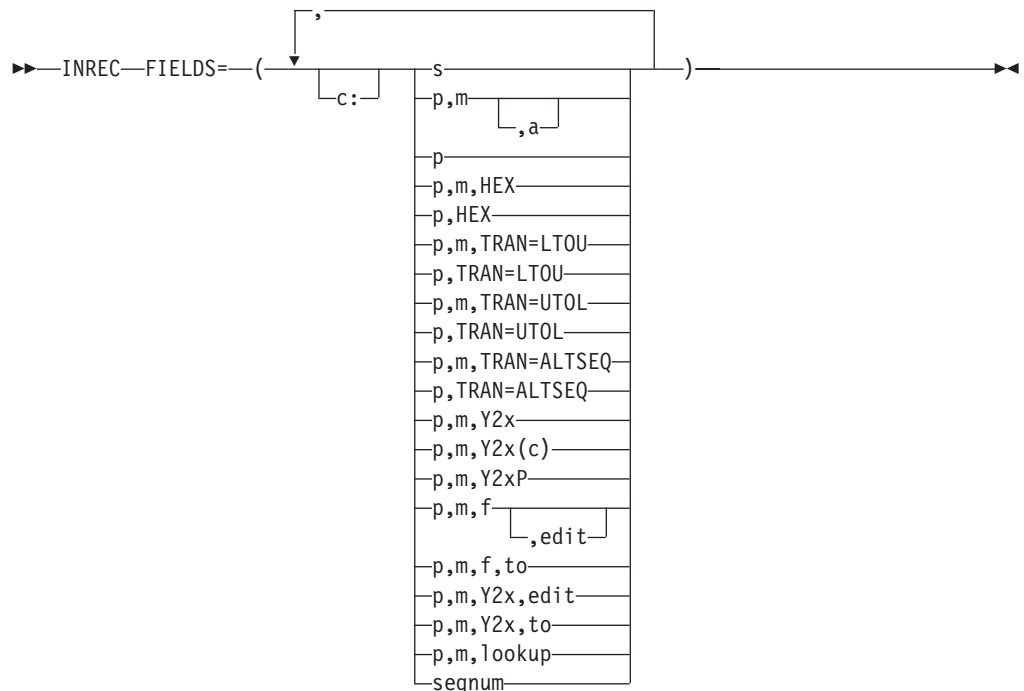 ,
INREC FIELDS= ( s )
c: p,m
,a
p
p,m,HEX
p,HEX
p,m,TRAN=LTOU
p,TRAN=LTOU
p,m,TRAN=UTOL
p,TRAN=UTOL
p,m,TRAN=ALTSEQ
p,TRAN=ALTSEQ
p,m,Y2x
p,m,Y2x(c)
p,m,Y2xP
p,m,f
,edit
p,m,f,to
p,m,Y2x,edit
p,m,Y2x,to
p,m,lookup
seqnum